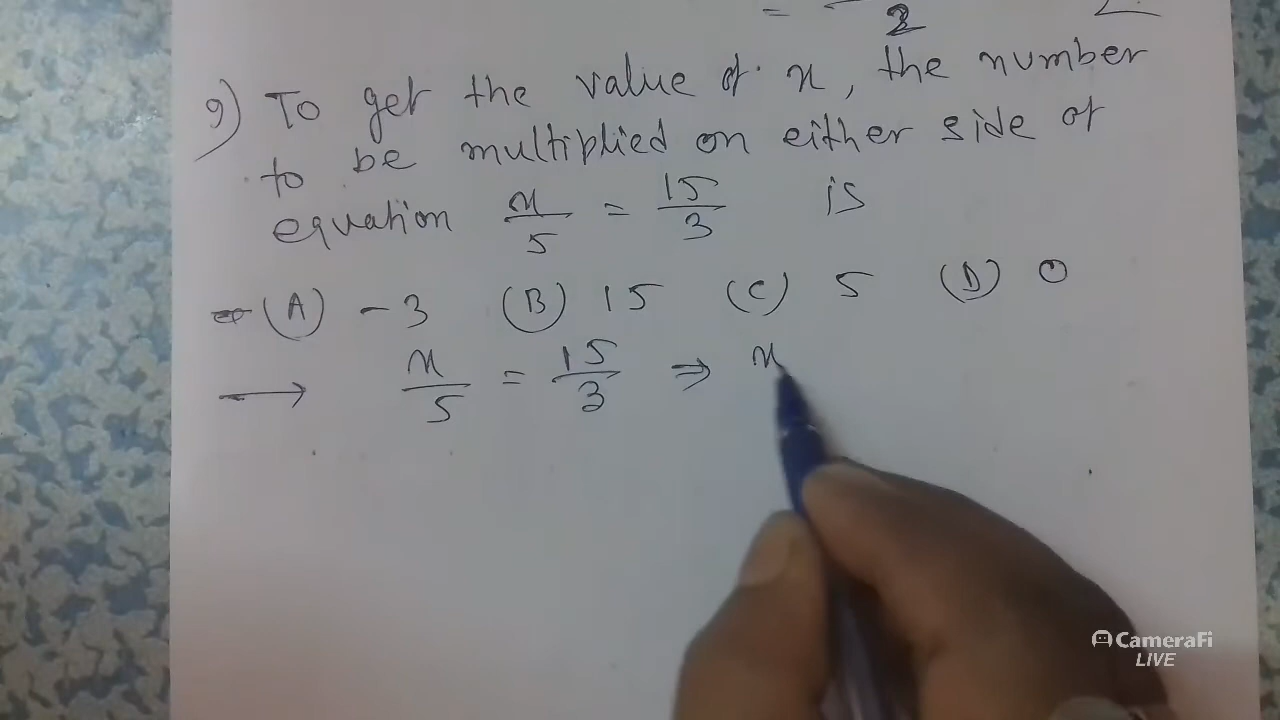 = 2
9) To get the value of x, the number
to be multiplied on either side of
equation x/5 = 15/3 is
(A) -3 (B) 15 (C) 5 (D) 0
→ x/5 = 15/3 ⇒ x
CameraFi
LIVE